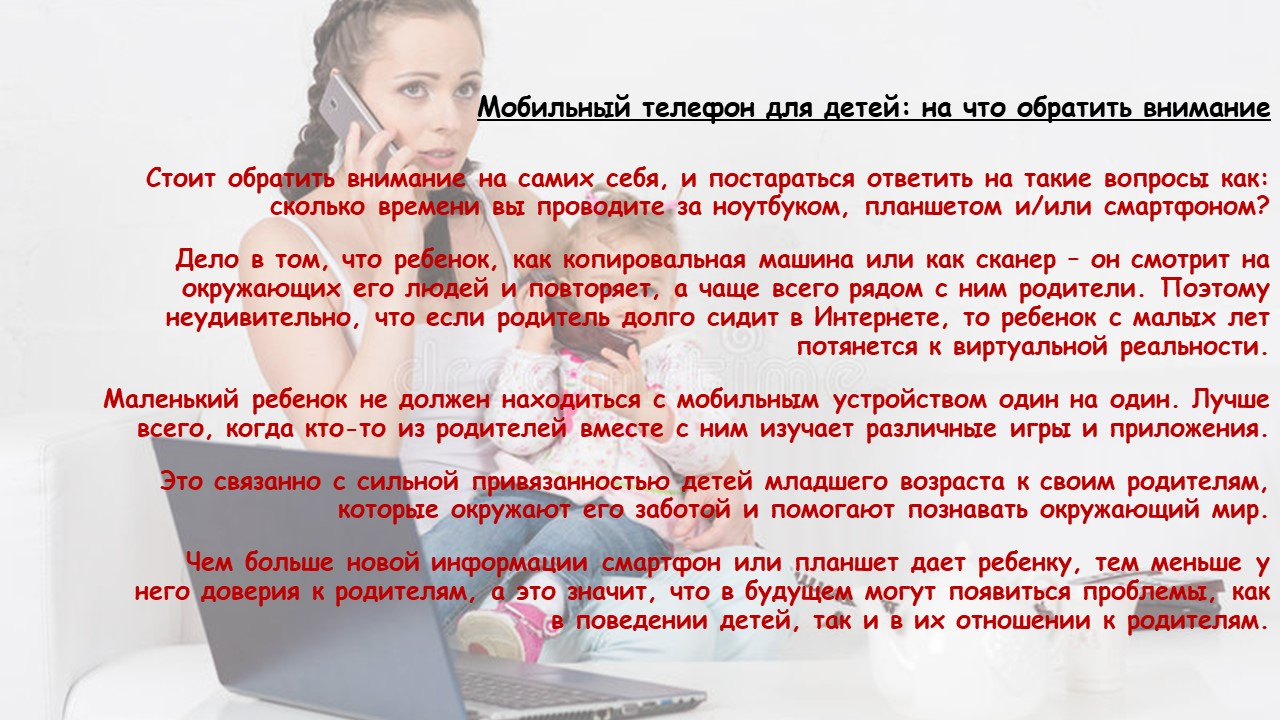 Мобильный телефон для детей: на что обратить внимание
Стоит обратить внимание на самих себя, и постараться ответить на такие вопросы как:
сколько времени вы проводите за ноутбуком, планшетом и/или смартфоном?
Дело в том, что ребенок, как копировальная машина или как сканер – он смотрит на
окружающих его людей и повторяет, а чаще всего рядом с ним родители. Поэтому
неудивительно, что если родитель долго сидит в Интернете, то ребенок с малых лет
потянется к виртуальной реальности.
Маленький ребенок не должен находиться с мобильным устройством один на один. Лучше
всего, когда кто-то из родителей вместе с ним изучает различные игры и приложения.
Это связанно с сильной привязанностью детей младшего возраста к своим родителям,
которые окружают его заботой и помогают познавать окружающий мир.
Чем больше новой информации смартфон или планшет дает ребенку, тем меньше у
него доверия к родителям, а это значит, что в будущем могут появиться проблемы, как
в поведении детей, так и в их отношении к родителям.
dreamstime